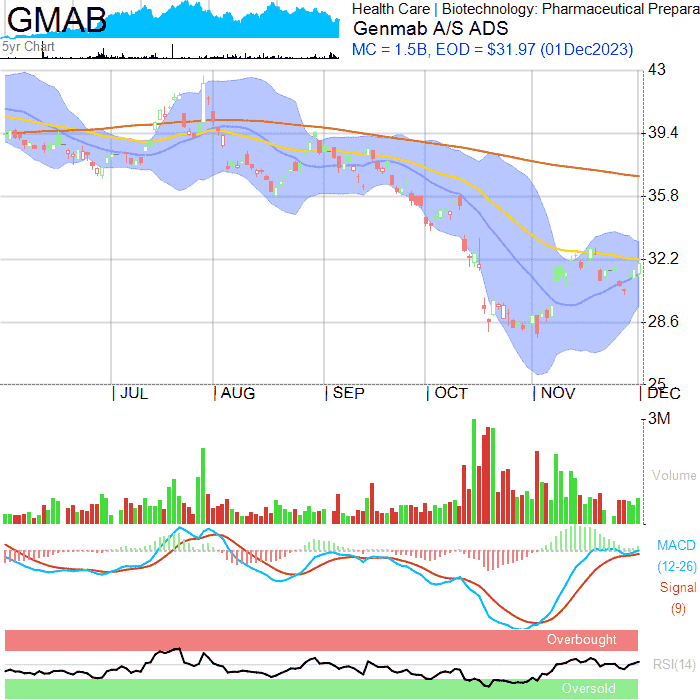 GMAB
5yr Chart
Health Care | Biotechnology: Pharmaceutical Prepara
Genmab A/S ADS
MC = 1.5B, EOD = $31.97 (01Dec2023)
43
39.4
35.8
32.2
28.6
25
JUL
AUG
SEP
OCT
NOV
DEC
3M
Volume
MACD
(12-26)
Signal
(9)
Overbought
RSI(14)
Oversold